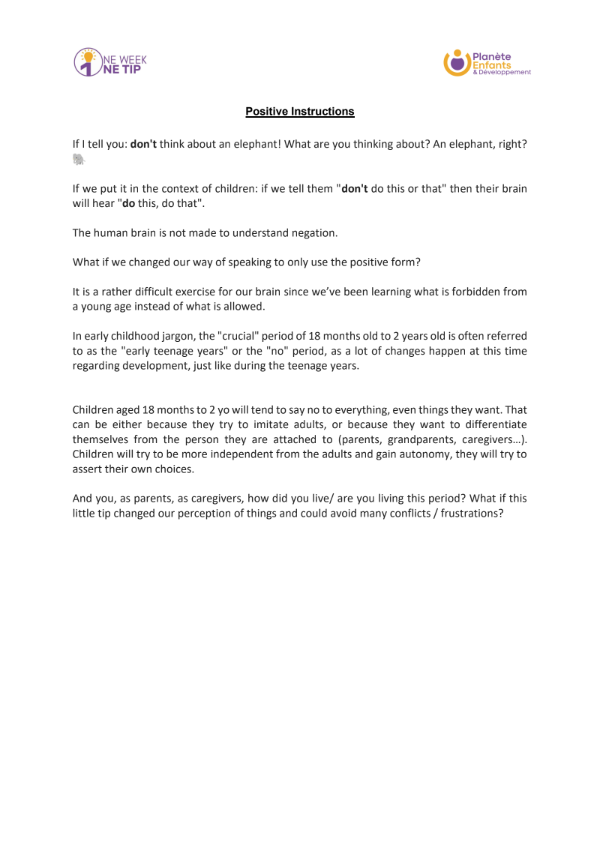 ONE WEEK
ONE TIP
Planète
Enfants
& Développement
Positive Instructions
If I tell you: don't think about an elephant! What are you thinking about? An elephant, right?
🐘
If we put it in the context of children: if we tell them "don't do this or that" then their brain
will hear "do this, do that".
The human brain is not made to understand negation.
What if we changed our way of speaking to only use the positive form?
It is a rather difficult exercise for our brain since we've been learning what is forbidden from
a young age instead of what is allowed.
In early childhood jargon, the "crucial" period of 18 months old to 2 years old is often referred
to as the "early teenage years" or the "no" period, as a lot of changes happen at this time
regarding development, just like during the teenage years.
Children aged 18 months to 2 yo will tend to say no to everything, even things they want. That
can be either because they try to imitate adults, or because they want to differentiate
themselves from the person they are attached to (parents, grandparents, caregivers…).
Children will try to be more independent from the adults and gain autonomy, they will try to
assert their own choices.
And you, as parents, as caregivers, how did you live/ are you living this period? What if this
little tip changed our perception of things and could avoid many conflicts / frustrations?